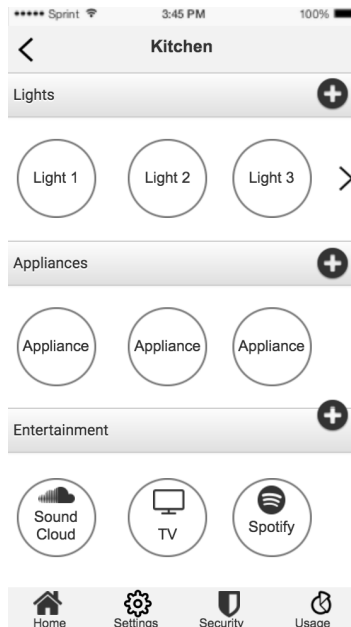 Sprint 3:45 PM 100%
Kitchen
Lights
Light 1 Light 2 Light 3
Appliances
Appliance Appliance Appliance
Entertainment
Sound
Cloud TV Spotify
Home Settings Security Usage